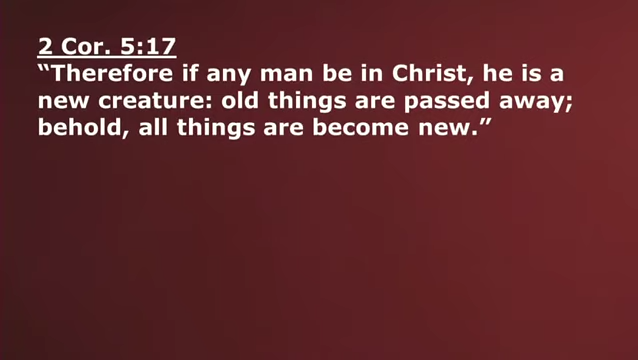 2 Cor. 5:17
“Therefore if any man be in Christ, he is a
new creature: old things are passed away;
behold, all things are become new.”